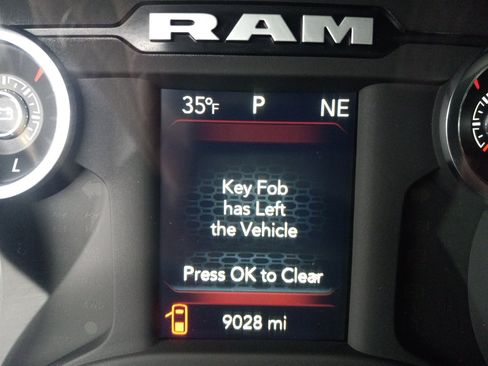 RAM
35°F P NE
Key Fob
has Left
the Vehicle
Press OK to Clear
9028 mi
L